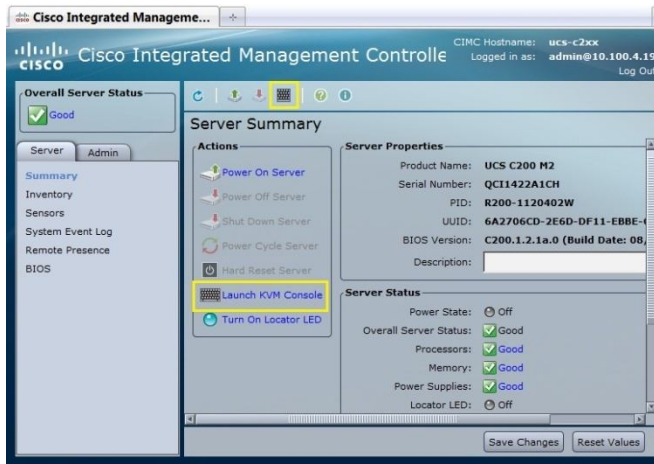 Cisco Integrated Manageme...
CISCO
Cisco Integrated Management Controlle
CIMC Hostname: ucs-c2xx
Logged in as: admin@10.100.4.19
Log Out
Overall Server Status
Good
Server
Admin
Summary
Inventory
Sensors
System Event Log
Remote Presence
BIOS
Server Summary
Actions
Power On Server
Power Off Server
Shut Down Server
Power Cycle Server
Hard Reset Server
Launch KVM Console
Turn On Locator LED
Server Properties
Product Name: UCS C200 M2
Serial Number: QCI1422A1CH
PID: R200-1120402W
UUID: 6A2706CD-2E6D-DF11-EBBE-
BIOS Version: C200.1.2.1a.0 (Build Date: 08,
Description:
Server Status
Power State: Off
Overall Server Status: Good
Processors: Good
Memory: Good
Power Supplies: Good
Locator LED: Off
Save Changes
Reset Values